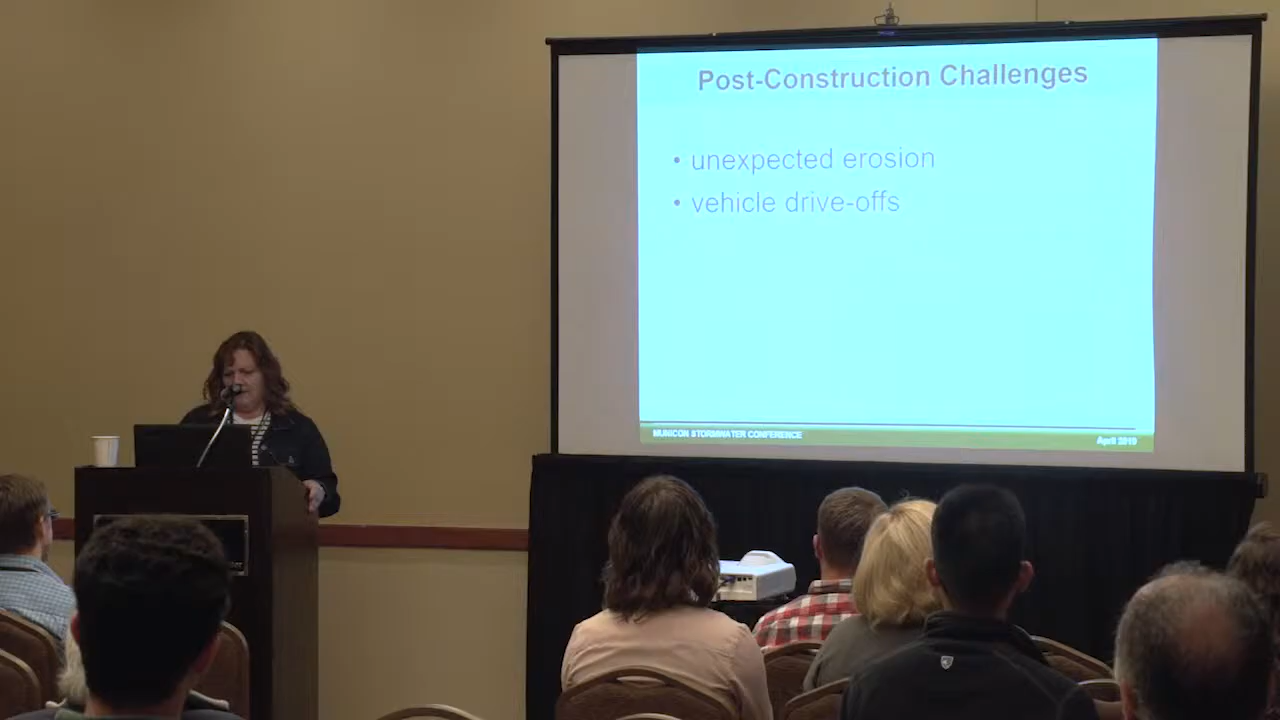 Post-Construction Challenges
• unexpected erosion
• vehicle drive-offs
MUNICON STORMWATER CONFERENCE
April 2019